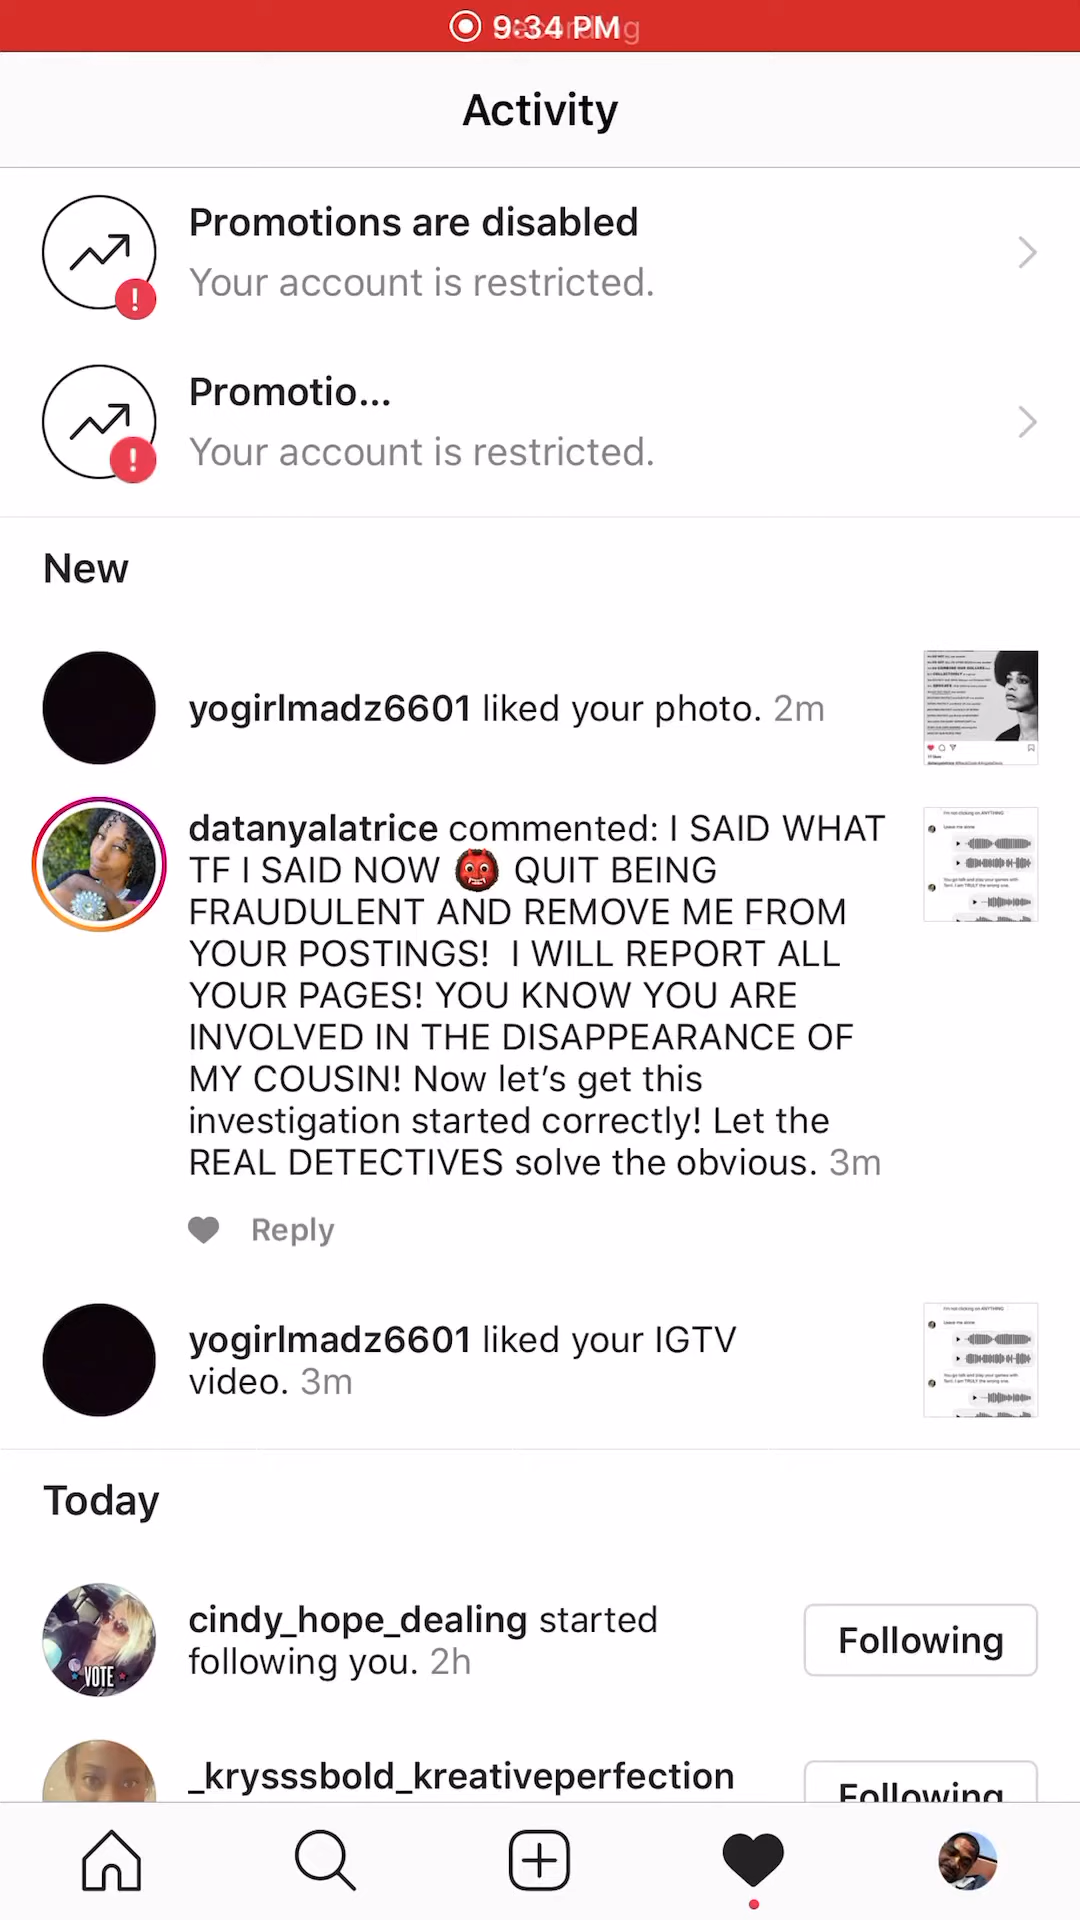 9:34 PM
Activity
Promotions are disabled
Your account is restricted.
Promotio...
Your account is restricted.
New
yogirlmadz6601 liked your photo. 2m
datanyalatrice commented: I SAID WHAT
TF I SAID NOW 👹 QUIT BEING
FRAUDULENT AND REMOVE ME FROM
YOUR POSTINGS!  I WILL REPORT ALL
YOUR PAGES! YOU KNOW YOU ARE
INVOLVED IN THE DISAPPEARANCE OF
MY COUSIN! Now let’s get this
investigation started correctly! Let the
REAL DETECTIVES solve the obvious. 3m
Reply
yogirlmadz6601 liked your IGTV
video. 3m
Today
cindy_hope_dealing started
following you. 2h
Following
VOTE
_krysssbold_kreativeperfection
Following